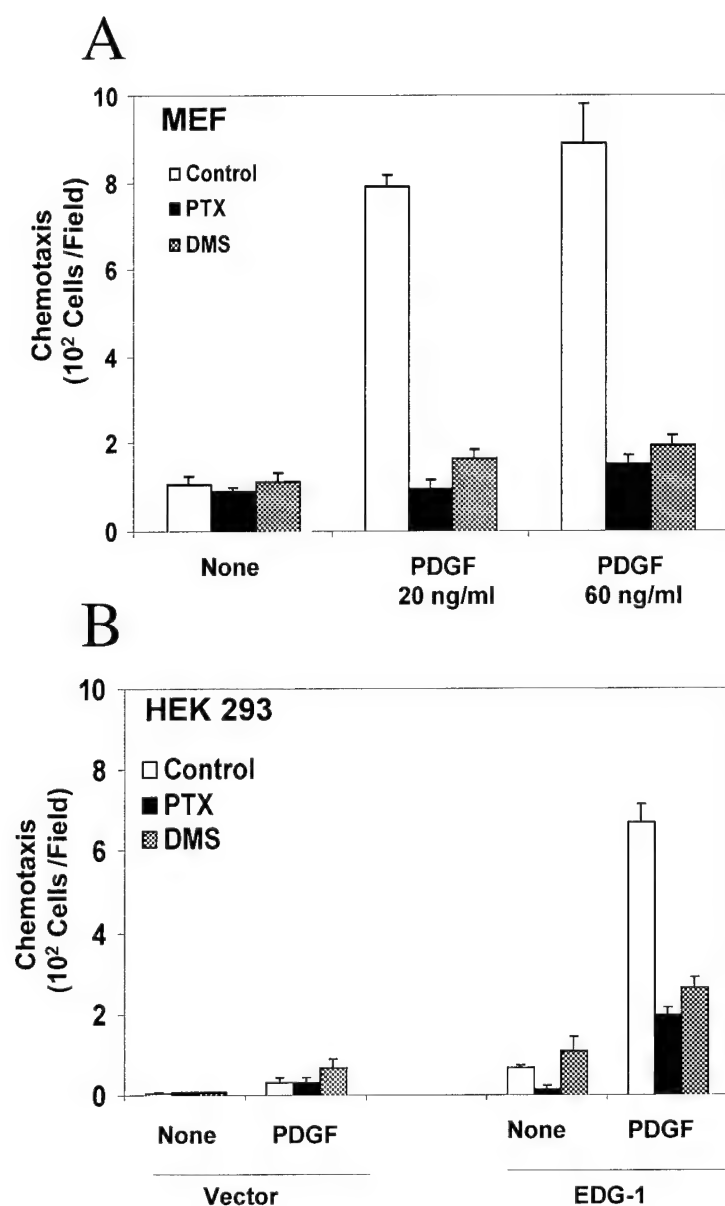 A
MEF
Control
PTX
DMS
Chemotaxis
(10² Cells /Field)
10
8
6
4
2
0
None
PDGF
20 ng/ml
PDGF
60 ng/ml
B
HEK 293
Control
PTX
DMS
Chemotaxis
(10² Cells /Field)
10
8
6
4
2
0
None
PDGF
None
PDGF
Vector
EDG-1